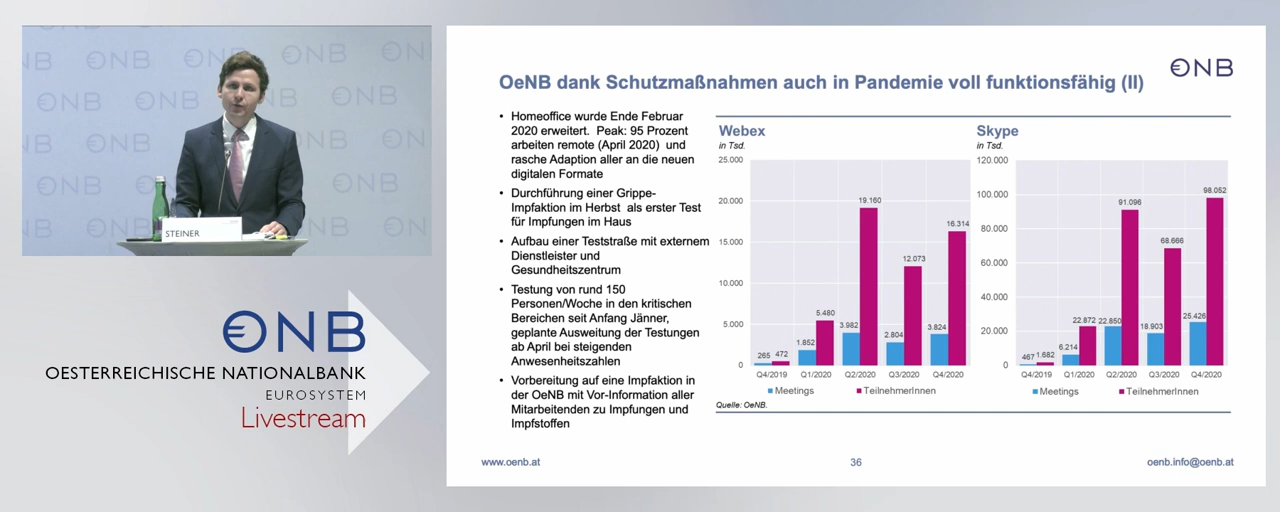 STEINER
€NB
OESTERREICHISCHE NATIONALBANK
EUROSYSTEM
Livestream
€NB
OeNB dank Schutzmaßnahmen auch in Pandemie voll funktionsfähig (II)
• Homeoffice wurde Ende Februar
2020 erweitert. Peak: 95 Prozent
arbeiten remote (April 2020) und
rasche Adaption aller an die neuen
digitalen Formate
• Durchführung einer Grippe-
Impfaktion im Herbst als erster Test
für Impfungen im Haus
• Aufbau einer Teststraße mit externem
Dienstleister und
Gesundheitszentrum
• Testung von rund 150
Personen/Woche in den kritischen
Bereichen seit Anfang Jänner,
geplante Ausweitung der Testungen
ab April bei steigenden
Anwesenheitszahlen
• Vorbereitung auf eine Impfaktion in
der OeNB mit Vor-Information aller
Mitarbeitenden zu Impfungen und
Impfstoffen
Webex
in Tsd.
25.000
20.000
15.000
10.000
5.000
0
265 472
1.852 5.480
3.982 19.160
2.804 12.073
3.824 16.314
Q4/2019 Q1/2020 Q2/2020 Q3/2020 Q4/2020
Meetings TeilnehmerInnen
Quelle: OeNB.
Skype
in Tsd.
120.000
100.000
80.000
60.000
40.000
20.000
0
467 1.682
6.214 22.872
22.850 91.096
18.903 68.666
25.426 98.052
Q4/2019 Q1/2020 Q2/2020 Q3/2020 Q4/2020
Meetings TeilnehmerInnen
www.oenb.at 36 oenb.info@oenb.at